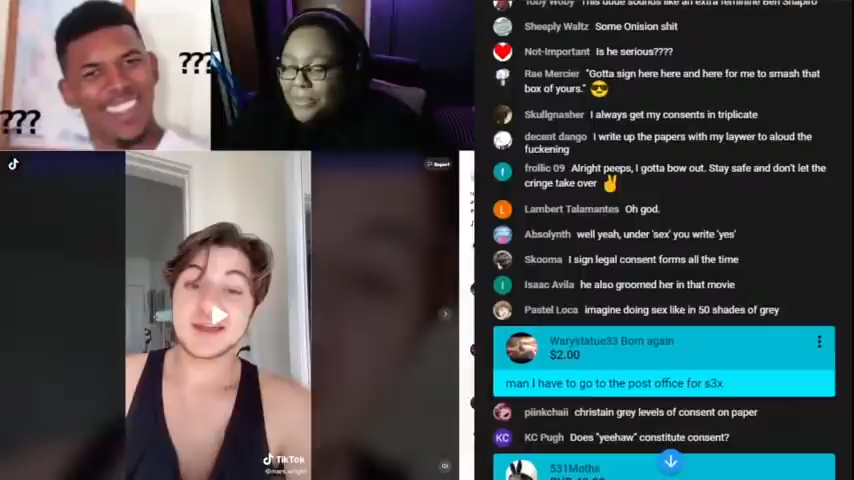 ???
???
Report
TikTok
Toby Woby This dude sounds like an extra feminine Ben Shapiro
Sheeply Waltz Some Onision shit
Not-Important Is he serious????
Rae Mercier "Gotta sign here here and here for me to smash that
box of yours." 😎
Skullgnasher I always get my consents in triplicate
decent dango I write up the papers with my laywer to aloud the
fuckening
f
frollic 09 Alright peeps, I gotta bow out. Stay safe and don't let the
cringe take over ✌
L
Lambert Talamantes Oh god.
Absolynth well yeah, under 'sex' you write 'yes'
Skooma I sign legal consent forms all the time
I
Isaac Avila he also groomed her in that movie
Pastel Loca imagine doing sex like in 50 shades of grey
Warystatue33 Born again
$2.00
man I have to go to the post office for s3x
piinkchaii christain grey levels of consent on paper
KC
KC Pugh Does "yeehaw" constitute consent?
531Moths